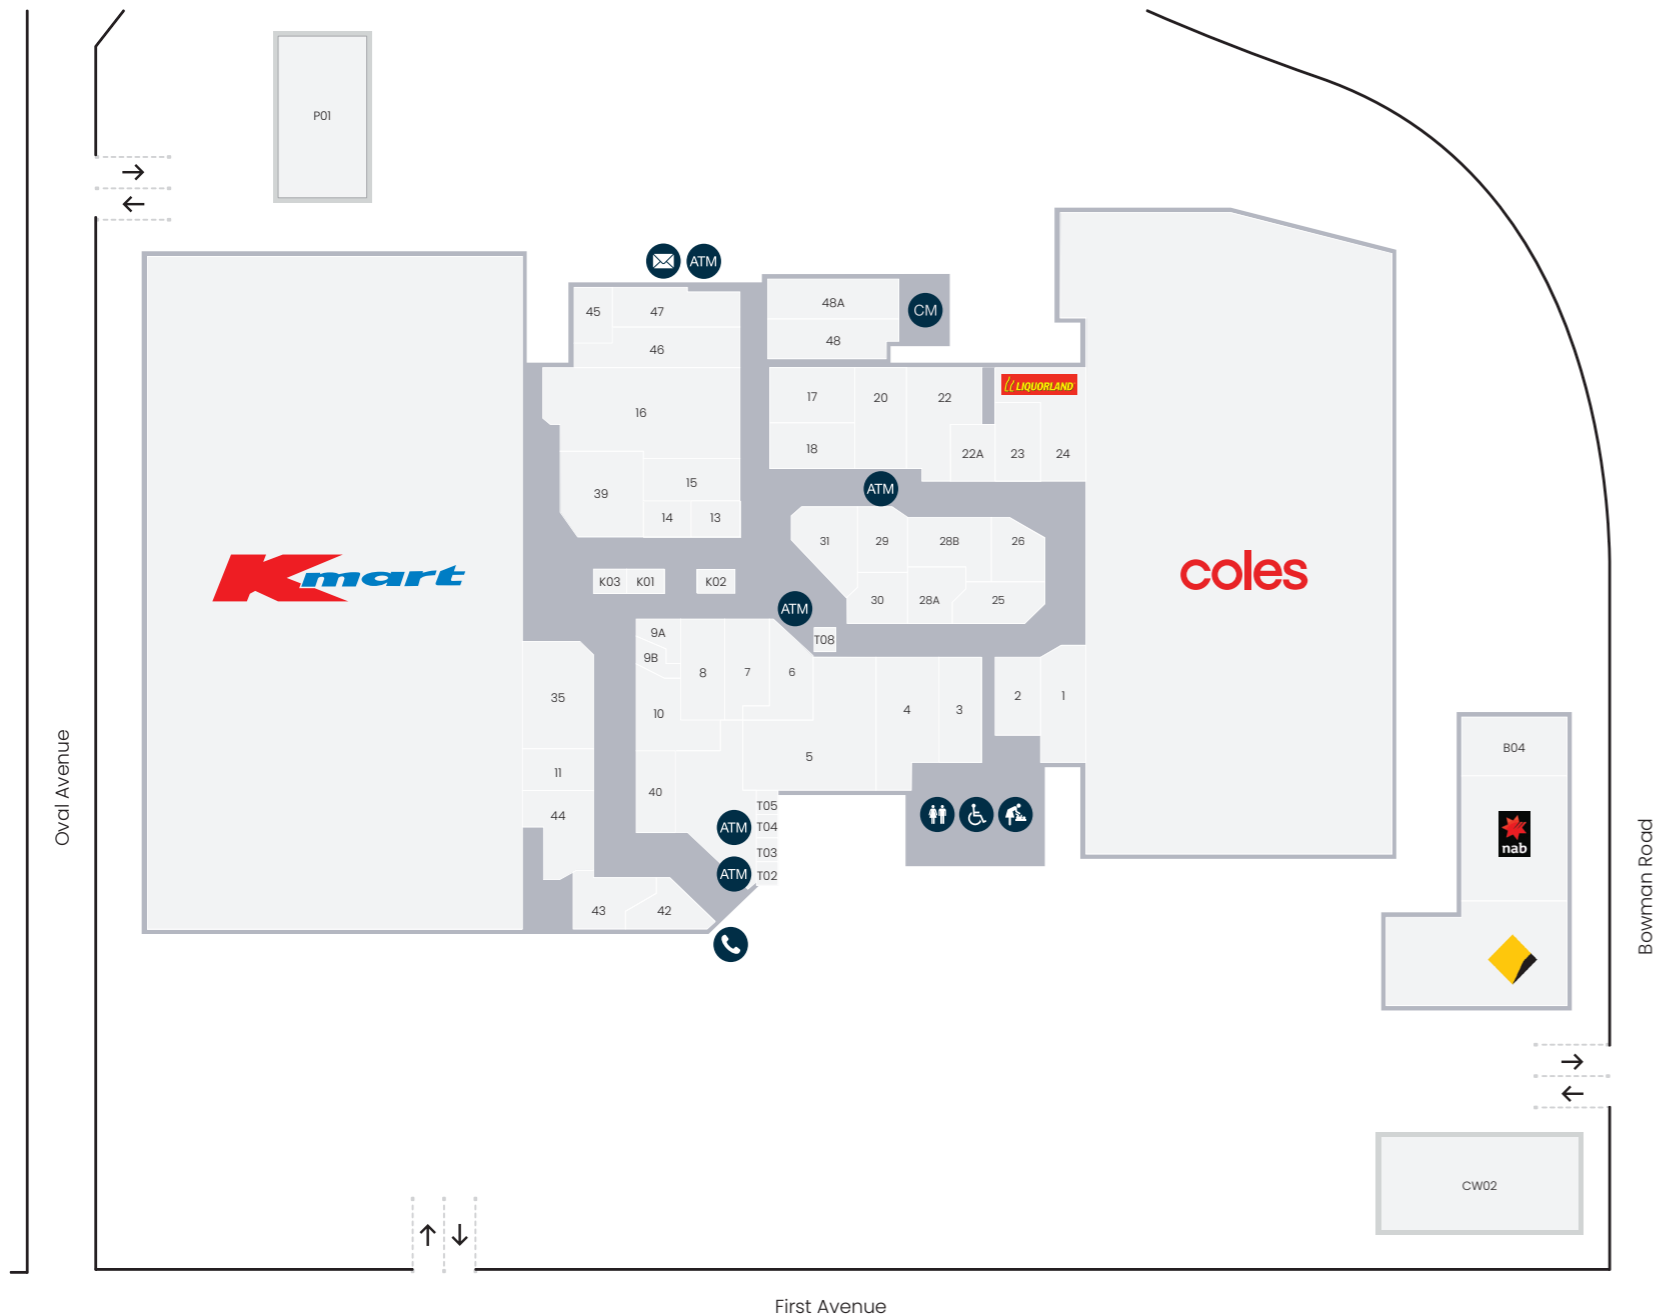 P01
ATM
CM
45
47
48A
46
48
LIQUORLAND
16
17
20
22
18
22A
23
24
39
15
14
13
ATM
31
29
28B
26
Kmart
coles
K03
K01
K02
30
28A
25
ATM
T08
9A
9B
8
7
6
35
10
4
3
2
1
5
11
40
44
T05
T04
T03
T02
ATM
ATM
43
42
B04
nab
Oval Avenue
Bowman Road
CW02
First Avenue